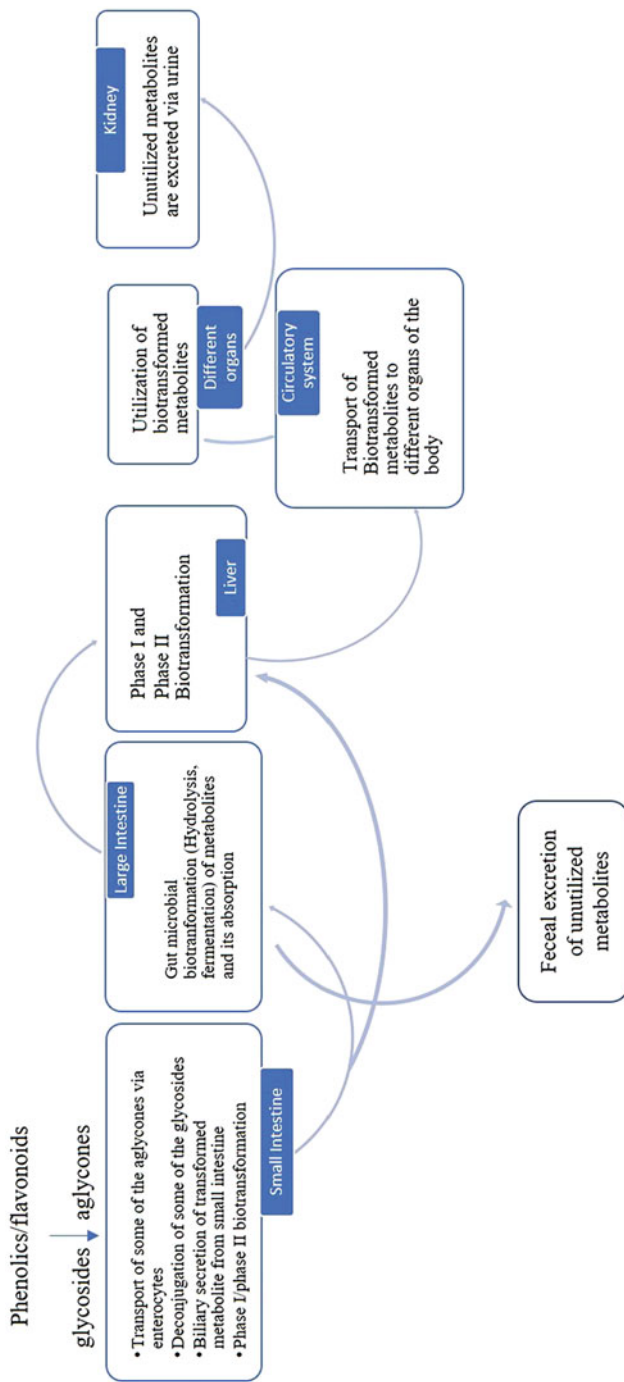 Phenolics/flavonoids
glycosides aglycones
• Transport of some of the aglycones via
enterocytes
• Deconjugation of some of the glycosides
• Biliary secretion of transformed
metabolite from small intestine
• Phase I/phase II biotransformation
Small Intestine
Large Intestine
Gut microbial
biotranformation (Hydrolysis,
fermentation) of metabolites
and its absorption
Feceal excretion
of unutilized
metabolites
Phase I and
Phase II
Biotransformation
Liver
Utilization of
biotransformed
metabolites
Different
organs
Circulatory
system
Transport of
Biotransformed
metabolites to
different organs of the
body
Kidney
Unutilized metabolites
are excreted via urine